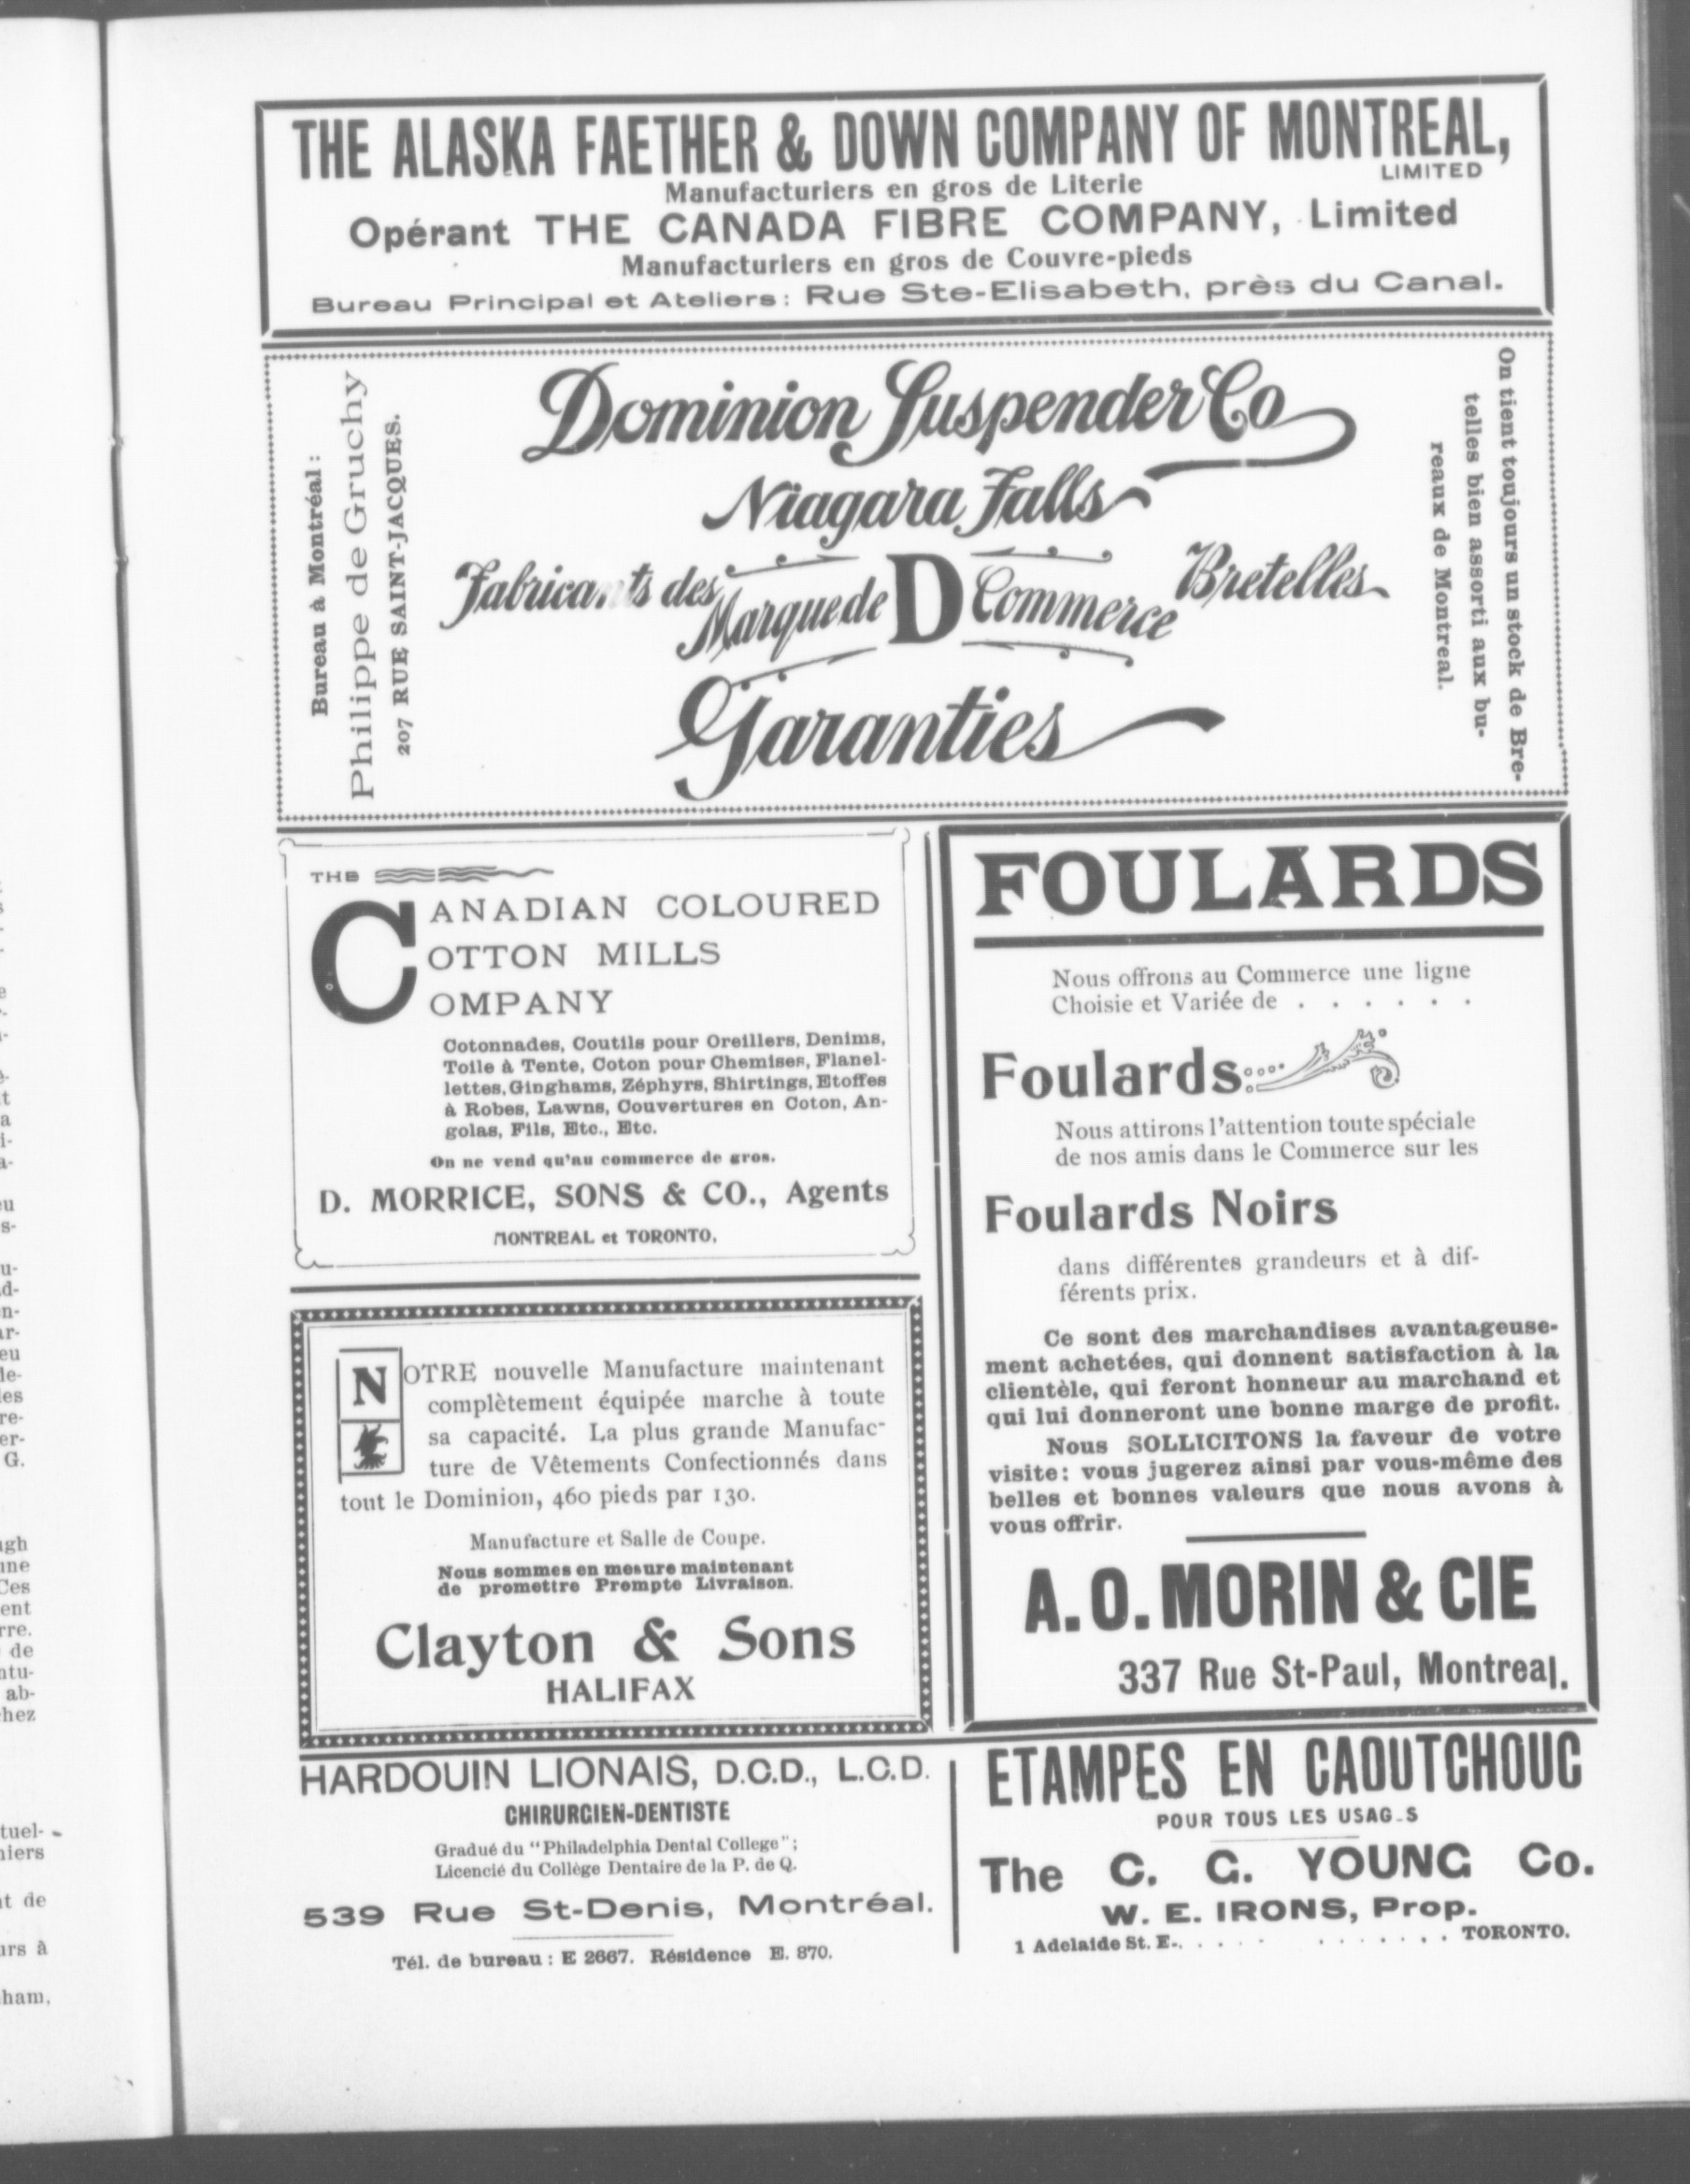 THE ALASKA FAETHER & DOWN COMPANY OF MONTREAL,
LIMITED
Manufacturiers en gros de Literie
Opérant THE CANADA FIBRE COMPANY, Limited
Manufacturiers en gros de Couvre-pieds
Bureau Principal et Ateliers: Rue Ste-Elisabeth, près du Canal.
Bureau à Montréal:
Philippe de Gruchy
207 RUE SAINT-JACQUES.
Dominion Suspender Co
Niagara Falls
Fabricants des Bretelles
Marque de D Commerce
Garanties
On tient toujours un stock de Bre-
telles bien assorti aux bu-
reaux de Montreal.
THE
CANADIAN COLOURED
OTTON MILLS
OMPANY
Cotonnades, Coutils pour Oreillers, Denims,
Toile à Tente, Coton pour Chemises, Flanel-
lettes, Ginghams, Zéphyrs, Shirtings, Etoffes
à Robes, Lawns, Couvertures en Coton, An-
golas, Fils, Etc., Etc.
On ne vend qu'au commerce de gros.
D. MORRICE, SONS & CO., Agents
MONTREAL et TORONTO,
NOTRE nouvelle Manufacture maintenant
complètement équipée marche à toute
sa capacité. La plus grande Manufac-
ture de Vêtements Confectionnés dans
tout le Dominion, 460 pieds par 130.
Manufacture et Salle de Coupe.
Nous sommes en mesure maintenant
de promettre Prompte Livraison.
Clayton & Sons
HALIFAX
FOULARDS
Nous offrons au Commerce une ligne
Choisie et Variée de . . . . . .
Foulards
Nous attirons l'attention toute spéciale
de nos amis dans le Commerce sur les
Foulards Noirs
dans différentes grandeurs et à dif-
férents prix.
Ce sont des marchandises avantageuse-
ment achetées, qui donnent satisfaction à la
clientèle, qui feront honneur au marchand et
qui lui donneront une bonne marge de profit.
Nous SOLLICITONS la faveur de votre
visite: vous jugerez ainsi par vous-même des
belles et bonnes valeurs que nous avons à
vous offrir.
A. O. MORIN & CIE
337 Rue St-Paul, Montreal.
HARDOUIN LIONAIS, D.C.D., L.C.D.
CHIRURGIEN-DENTISTE
Gradué du "Philadelphia Dental College";
Licencié du Collège Dentaire de la P. de Q.
539 Rue St-Denis, Montréal.
Tél. de bureau: E 2667. Résidence E. 870.
ETAMPES EN CAOUTCHOUC
POUR TOUS LES USAG_S
The C. G. YOUNG Co.
W. E. IRONS, Prop.
1 Adelaide St. E. . . . . . . . . . . . TORONTO.